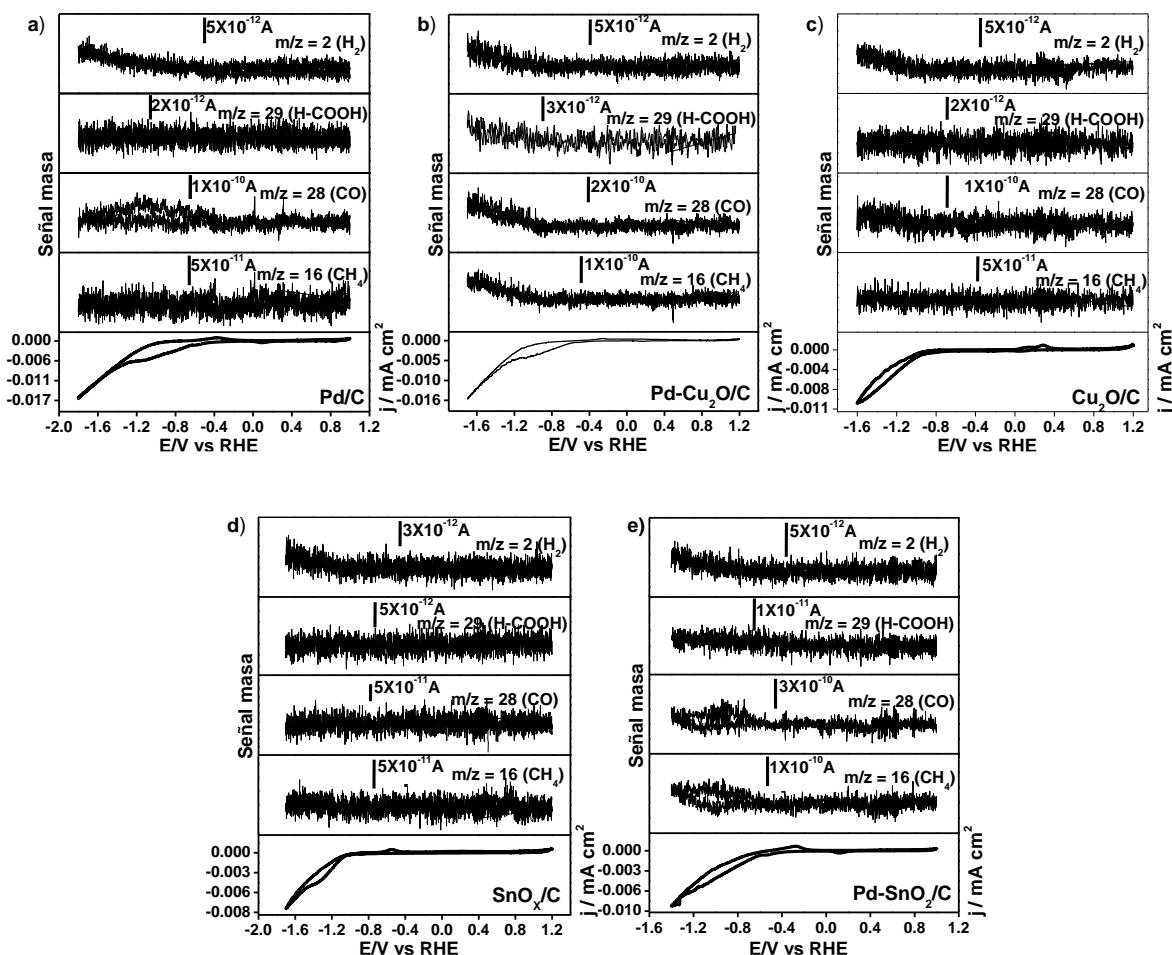 a)
5X10⁻¹²A
m/z = 2 (H₂)
2X10⁻¹²A
m/z = 29 (H-COOH)
1X10⁻¹⁰A
m/z = 28 (CO)
5X10⁻¹¹A
m/z = 16 (CH₄)
Señal masa
0.000
-0.006
-0.011
-0.017
j / mA cm²
Pd/C
-2.0 -1.6 -1.2 -0.8 -0.4 0.0 0.4 0.8 1.2
E/V vs RHE
b)
5X10⁻¹²A
m/z = 2 (H₂)
3X10⁻¹²A
m/z = 29 (H-COOH)
2X10⁻¹⁰A
m/z = 28 (CO)
1X10⁻¹⁰A
m/z = 16 (CH₄)
Señal masa
0.000
-0.005
-0.010
-0.016
j / mA cm²
Pd-Cu₂O/C
-1.6 -1.2 -0.8 -0.4 0.0 0.4 0.8 1.2
E/V vs RHE
c)
5X10⁻¹²A
m/z = 2 (H₂)
2X10⁻¹²A
m/z = 29 (H-COOH)
1X10⁻¹⁰A
m/z = 28 (CO)
5X10⁻¹¹A
m/z = 16 (CH₄)
Señal masa
0.000
-0.004
-0.008
-0.011
j / mA cm²
Cu₂O/C
-1.6 -1.2 -0.8 -0.4 0.0 0.4 0.8 1.2
E/V vs RHE
d)
3X10⁻¹²A
m/z = 2 (H₂)
5X10⁻¹²A
m/z = 29 (H-COOH)
5X10⁻¹¹A
m/z = 28 (CO)
5X10⁻¹¹A
m/z = 16 (CH₄)
Señal masa
0.000
-0.003
-0.006
-0.008
j / mA cm²
SnOₓ/C
-2.0 -1.6 -1.2 -0.8 -0.4 0.0 0.4 0.8 1.2
E/V vs RHE
e)
5X10⁻¹²A
m/z = 2 (H₂)
1X10⁻¹¹A
m/z = 29 (H-COOH)
3X10⁻¹⁰A
m/z = 28 (CO)
1X10⁻¹⁰A
m/z = 16 (CH₄)
Señal masa
0.000
-0.003
-0.006
-0.010
j / mA cm²
Pd-SnO₂/C
-1.6 -1.2 -0.8 -0.4 0.0 0.4 0.8 1.2
E/V vs RHE